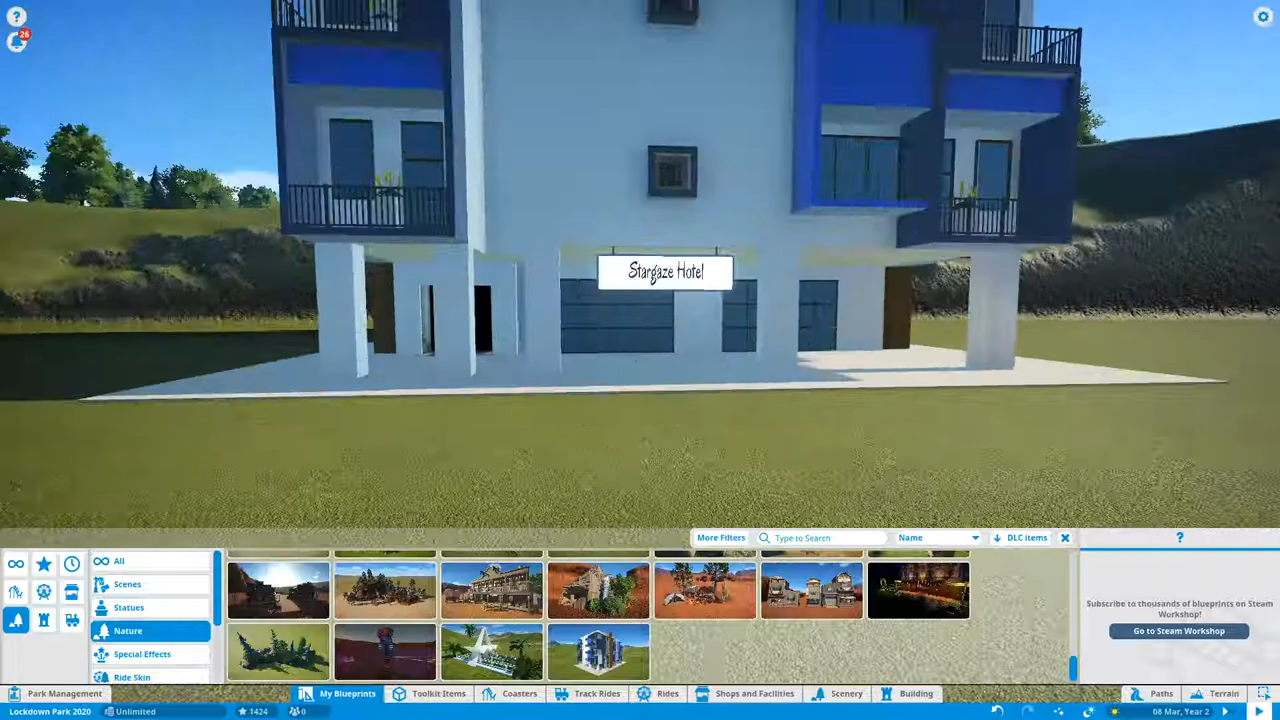 ?
26
Stargaze Hotel
More Filters
Type to Search
Name
DLC items
?
All
Scenes
Statues
Nature
Special Effects
Ride Skin
Subscribe to thousands of blueprints on Steam
Workshop!
Go to Steam Workshop
Park Management
My Blueprints
Toolkit Items
Coasters
Track Rides
Rides
Shops and Facilities
Scenery
Building
Paths
Terrain
Lockdown Park 2020
Unlimited
1424
0
08 Mar, Year 2